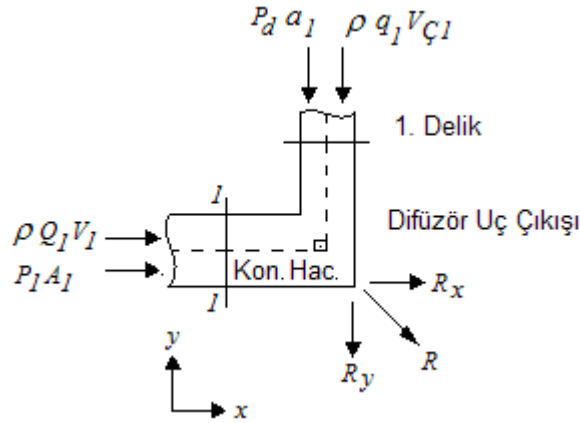 P_d a_1 ρ q_1 V_Ç1
1. Delik
1
ρ Q_1 V_1
Difüzör Uç Çıkışı
P_1 A_1
Kon. Hac.
R_x
1
R_y
R
y
x